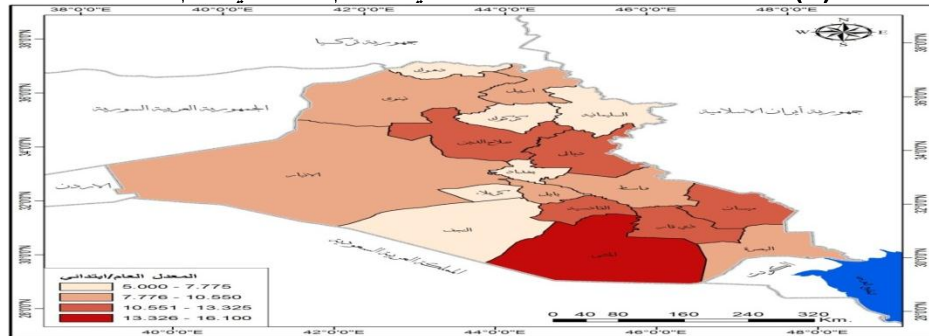 38°0'0"E 40°0'0"E 42°0'0"E 44°0'0"E 46°0'0"E 48°0'0"E
جمهورية تركيا
W E
S
الجمهورية العربية السورية
جمهورية ايران الاسلامية
دهوك
نينوى
اربيل
كركوك
السليمانية
صلاح الدين
ديالى
الاردن
الانبار
بغداد
واسط
كربلاء
بابل
القادسية
ميسان
النجف
ذي قار
المثنى
البصرة
المملكة العربية السعودية
الكويت
المعدل العام/ابتدائي
5.000 - 7.775
7.776 - 10.550
10.551 - 13.325
13.326 - 16.100
0 40 80 160 240 320
Km.
40°0'0"E 42°0'0"E 44°0'0"E 46°0'0"E 48°0'0"E